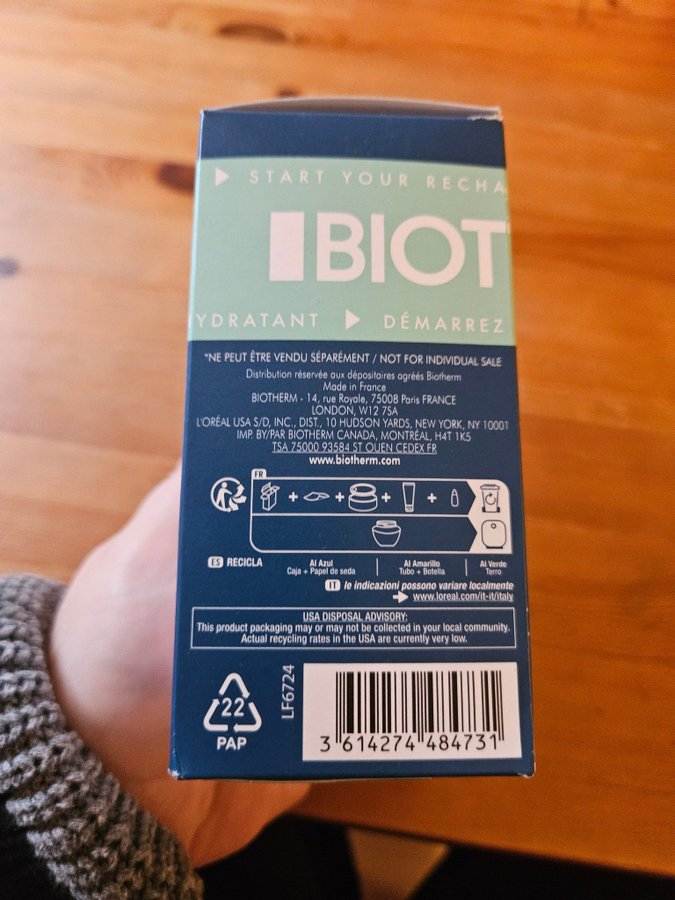 START YOUR RECHA
BIOT
YDRATANT DÉMARREZ
*NE PEUT ÊTRE VENDU SÉPARÉMENT / NOT FOR INDIVIDUAL SALE
Distribution réservée aux dépositaires agréés Biotherm
Made in France
BIOTHERM - 14, rue Royale, 75008 Paris FRANCE
LONDON, W12 7SA
L'ORÉAL USA S/D, INC., DIST., 10 HUDSON YARDS, NEW YORK, NY 10001
IMP. BY/PAR BIOTHERM CANADA, MONTRÉAL, H4T 1K5
TSA 75000 93584 ST OUEN CEDEX FR
www.biotherm.com
FR
+ + + +
ES RECICLA
Al Azul Al Amarillo Al Verde
Caja + Papel de seda Tubo + Botella Tarro
IT le indicazioni possono variare localmente
www.loreal.com/it-it/italy
USA DISPOSAL ADVISORY:
This product packaging may or may not be collected in your local community.
Actual recycling rates in the USA are currently very low.
22
PAP
LF6724
3 614274 484731